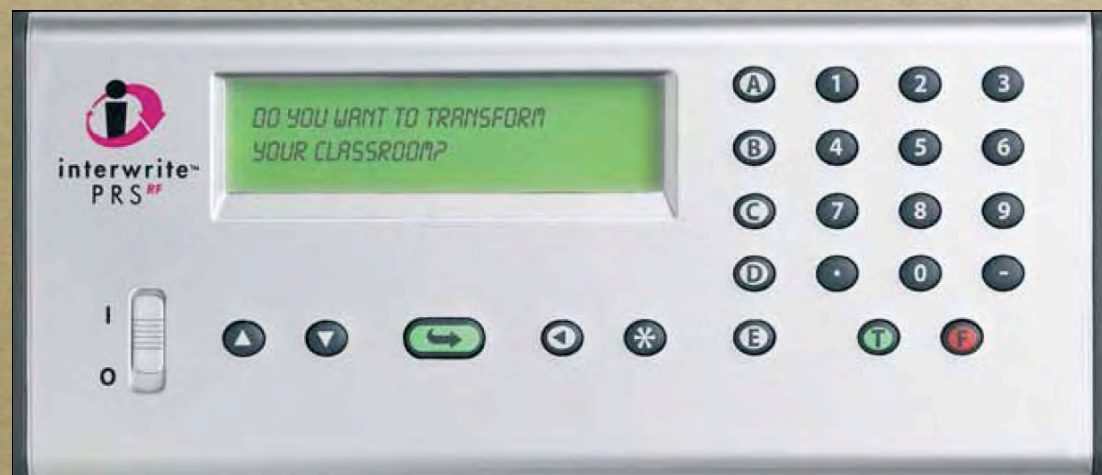 interwrite™
PRS RF
DO YOU WANT TO TRANSFORM
YOUR CLASSROOM?
A 1 2 3
B 4 5 6
C 7 8 9
D . 0 -
E T F
*
I
O